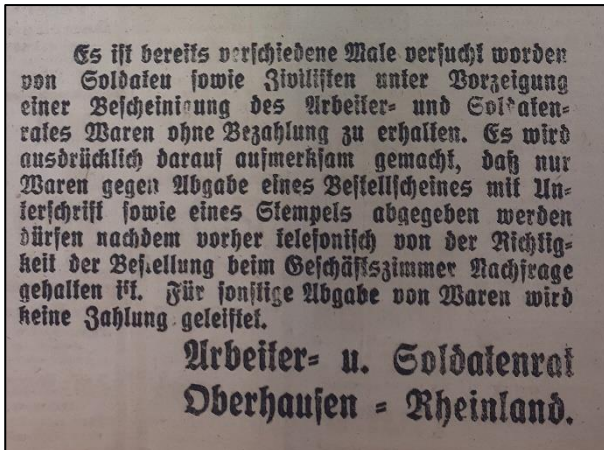 Es ist bereits verschiedene Male versucht worden
von Soldaten sowie Zivilisten unter Vorzeigung
einer Bescheinigung des Arbeiter- und Soldaten-
rates Waren ohne Bezahlung zu erhalten. Es wird
ausdrücklich darauf aufmerksam gemacht, daß nur
Waren gegen Abgabe eines Bestellscheines mit Un-
terschrift sowie eines Stempels abgegeben werden
dürfen nachdem vorher telefonisch von der Richtig-
keit der Bestellung beim Geschäftszimmer Nachfrage
gehalten ist. Für sonstige Abgabe von Waren wird
keine Zahlung geleistet.
Arbeiter- u. Soldatenrat
Oberhausen - Rheinland.